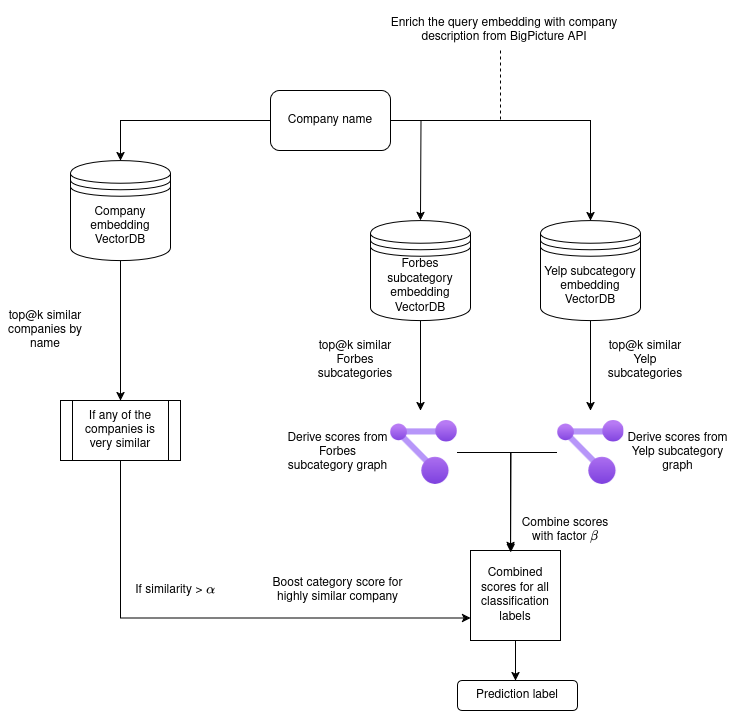 Enrich the query embedding with company
description from BigPicture API
Company name
Company
embedding
VectorDB
Forbes
subcategory
embedding
VectorDB
Yelp subcategory
embedding
VectorDB
top@k similar
companies by
name
top@k similar
Forbes
subcategories
top@k similar
Yelp
subcategories
If any of the
companies is
very similar
Derive scores from
Forbes
subcategory graph
Derive scores from
Yelp subcategory
graph
Combine scores
with factor β
If similarity > α
Boost category score for
highly similar company
Combined
scores for all
classification
labels
Prediction label